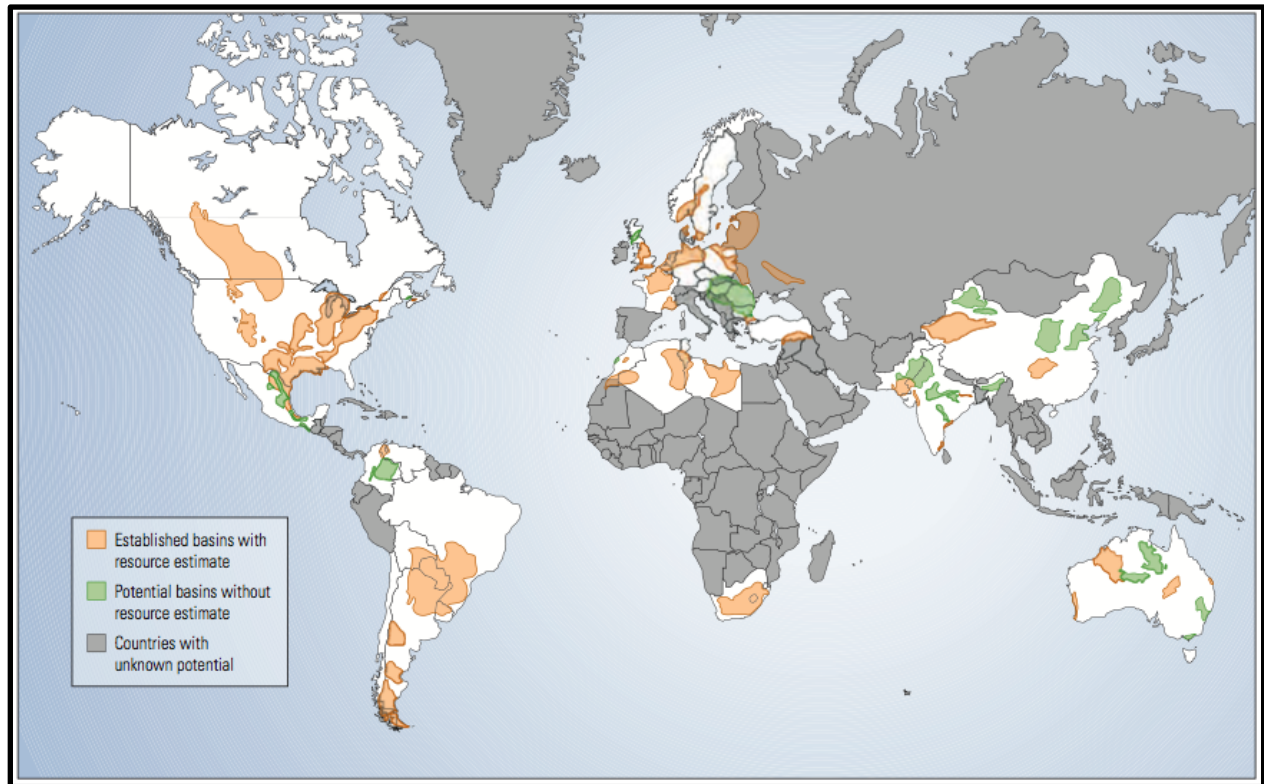 Established basins with
resource estimate
Potential basins without
resource estimate
Countries with
unknown potential